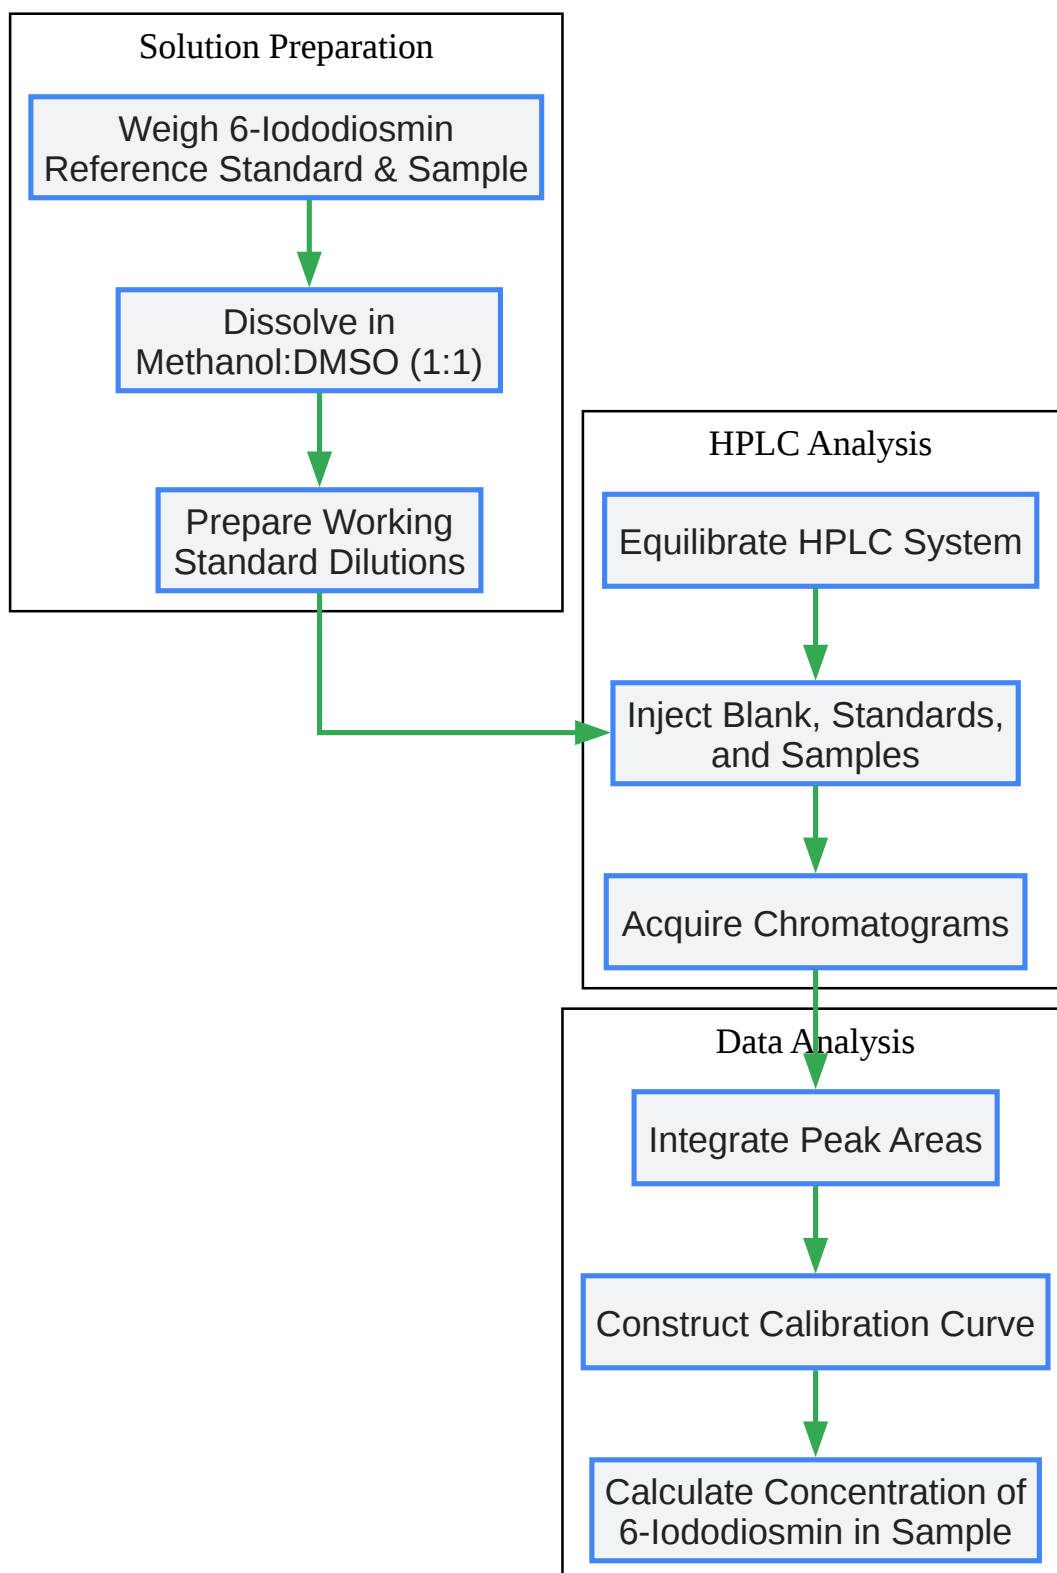 Solution Preparation
Weigh 6-Iododiosmin
Reference Standard & Sample
Dissolve in
Methanol:DMSO (1:1)
Prepare Working
Standard Dilutions
HPLC Analysis
Equilibrate HPLC System
Inject Blank, Standards,
and Samples
Acquire Chromatograms
Data Analysis
Integrate Peak Areas
Construct Calibration Curve
Calculate Concentration of
6-Iododiosmin in Sample